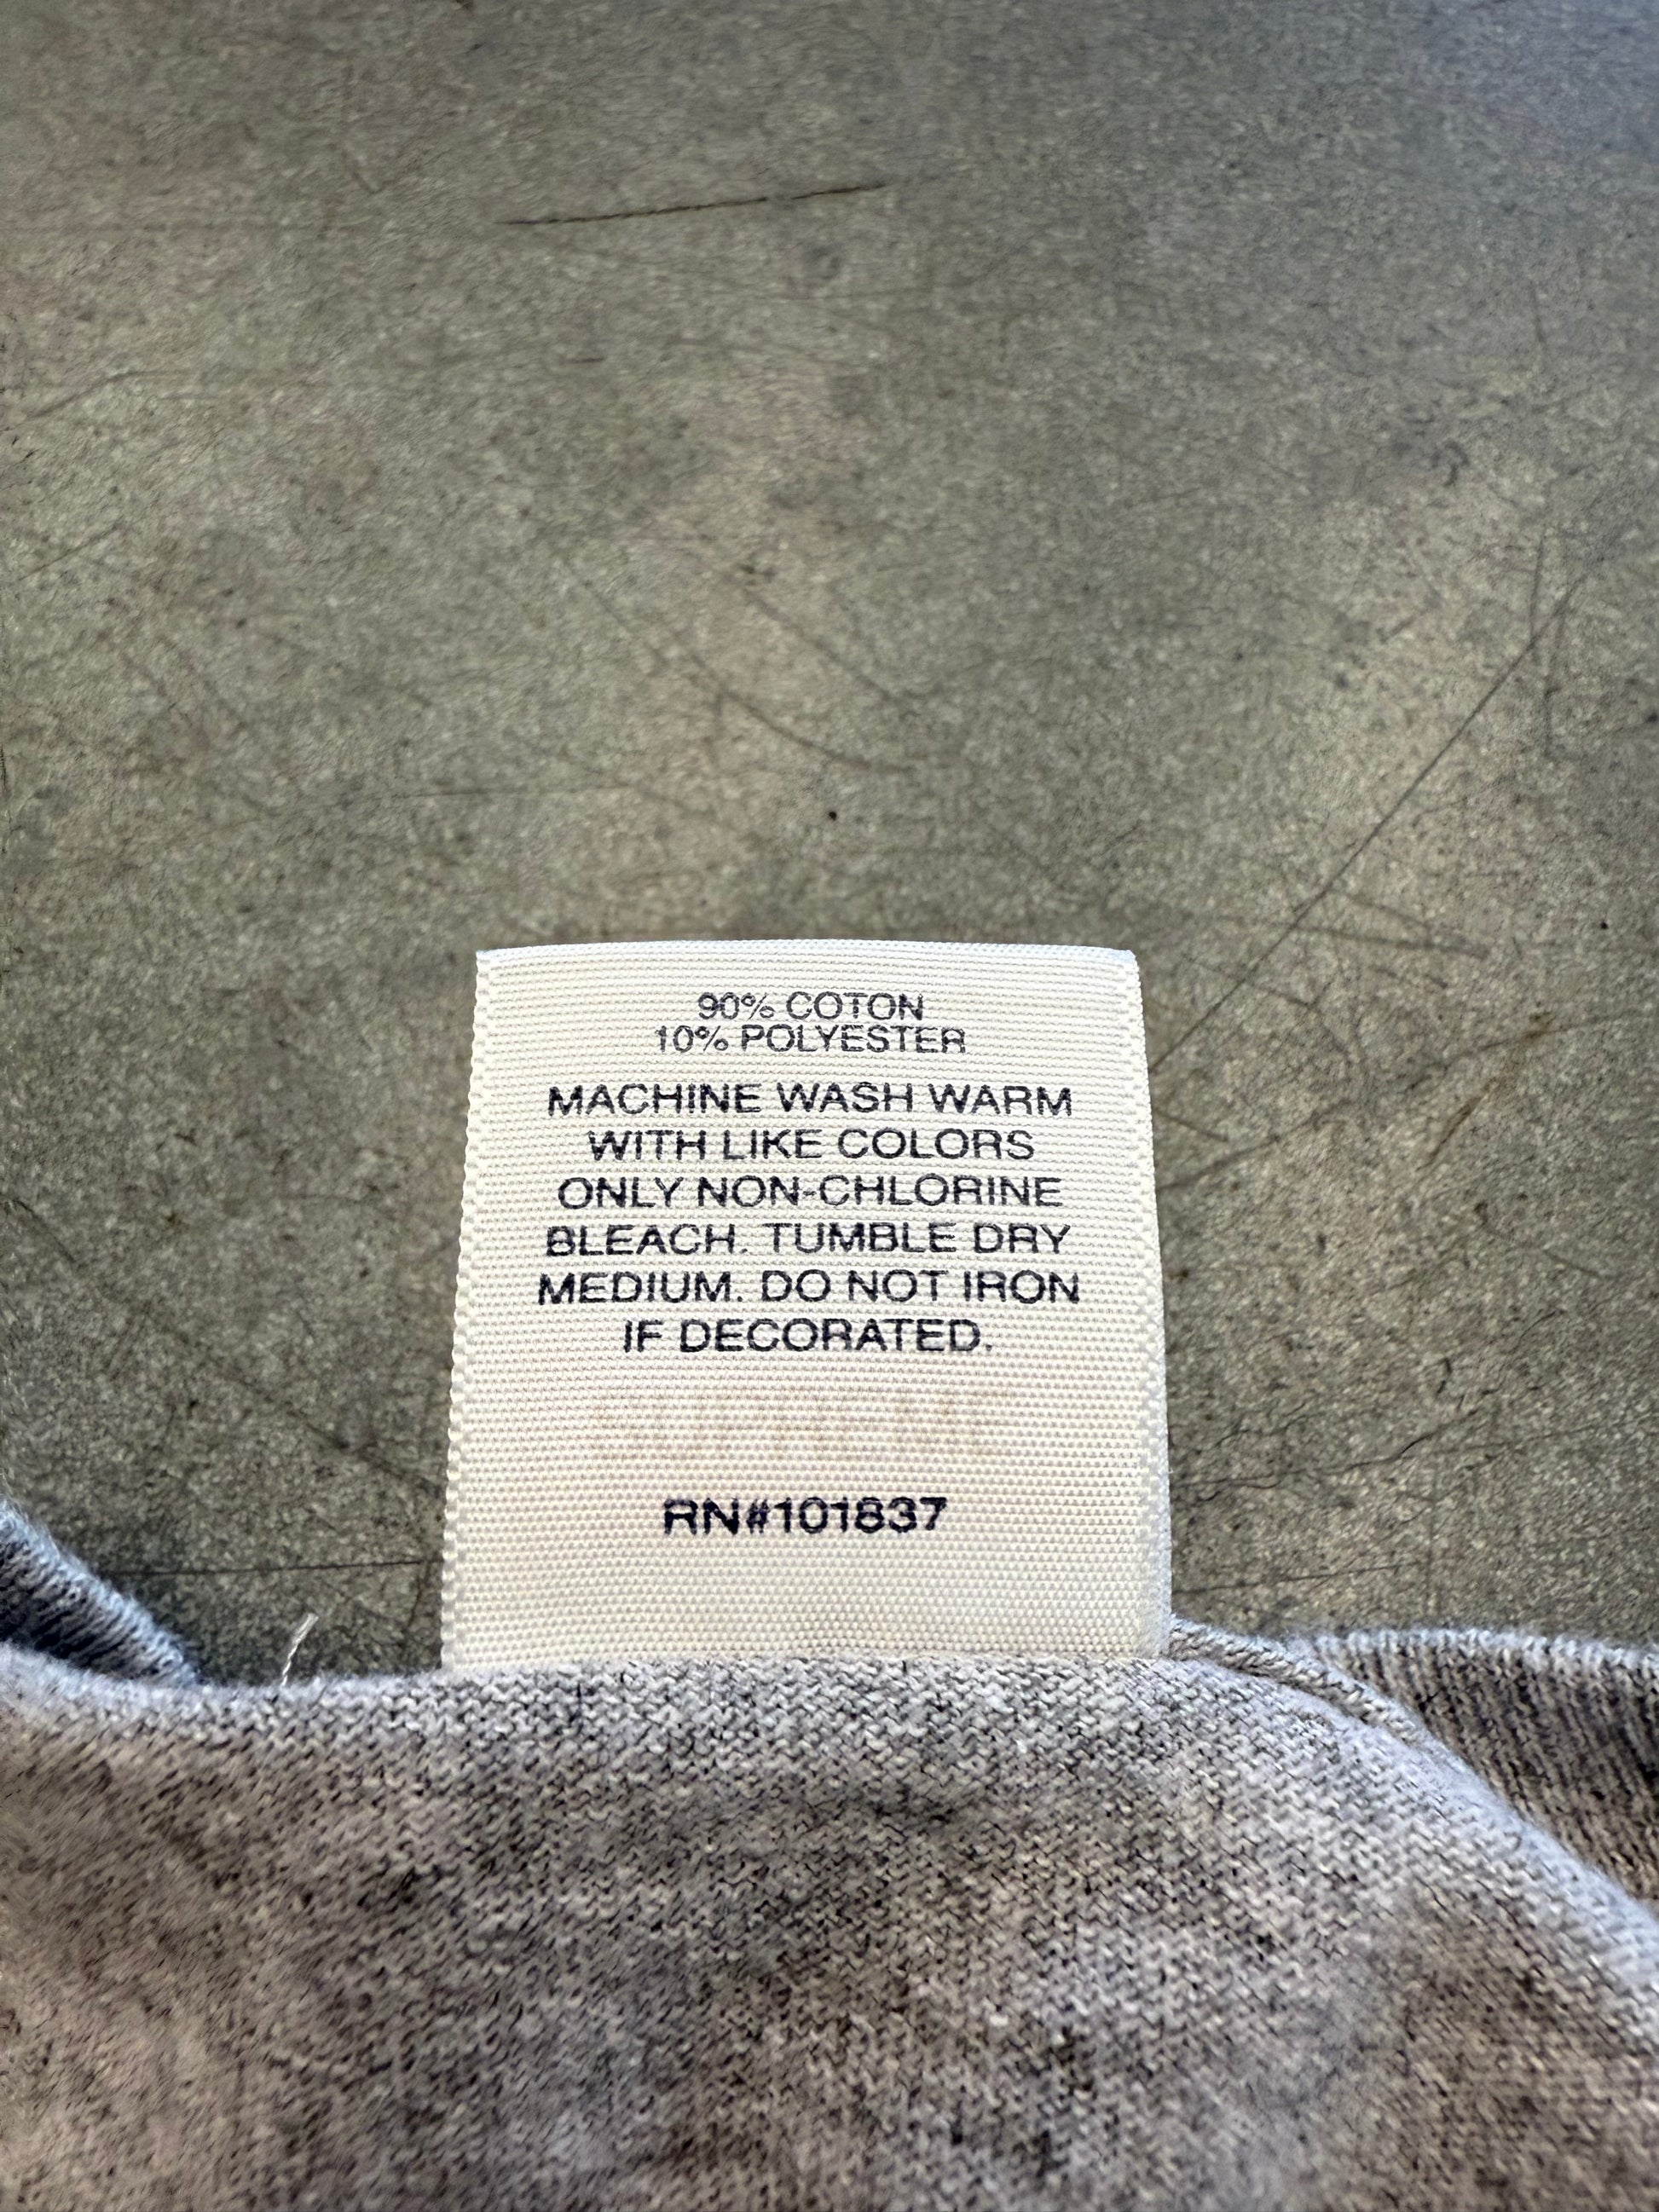 90% COTON
10% POLYESTER
MACHINE WASH WARM
WITH LIKE COLORS
ONLY NON-CHLORINE
BLEACH. TUMBLE DRY
MEDIUM. DO NOT IRON
IF DECORATED.
RN#101837